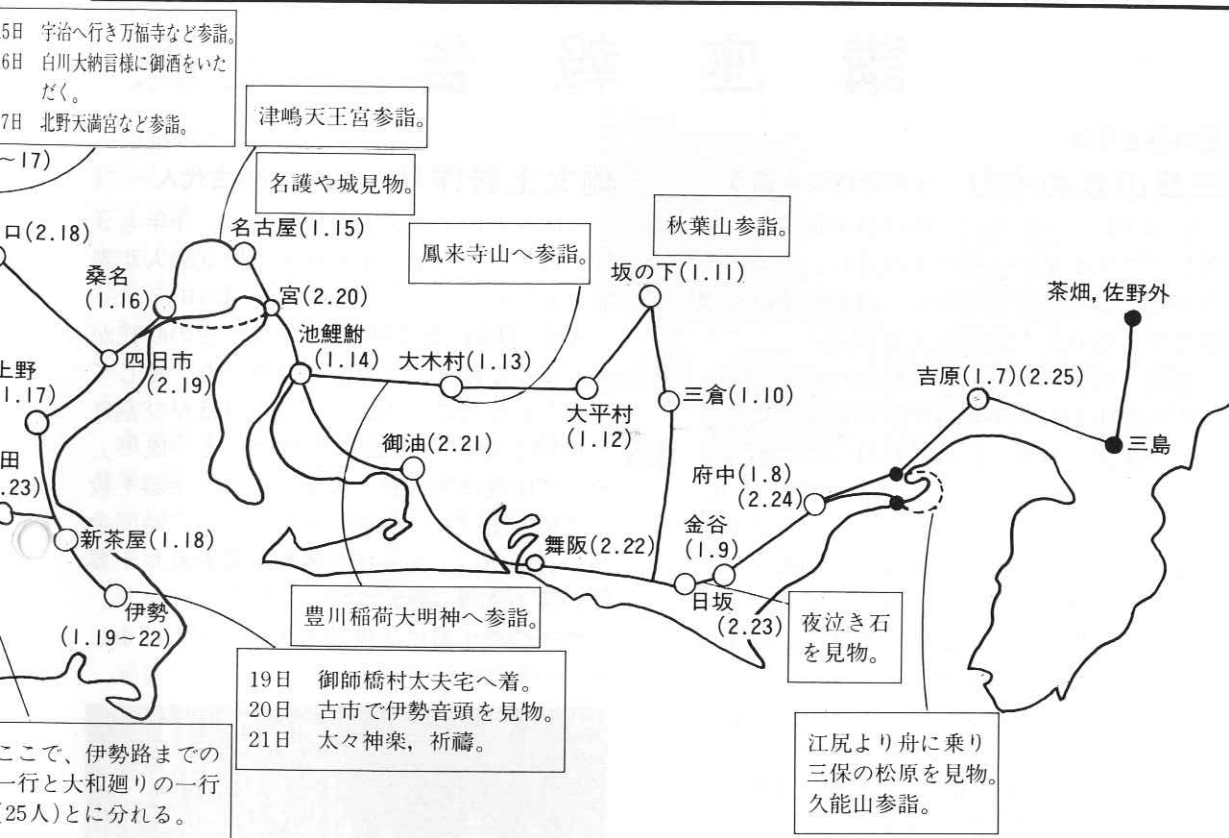 5日　宇治へ行き万福寺など参詣。
6日　白川大納言様に御酒をいた
だく。
7日　北野天満宮など参詣。
～17)
津嶋天王宮参詣。
名護や城見物。
鳳来寺山へ参詣。
秋葉山参詣。
口(2.18)
桑名
(1.16)
名古屋(1.15)
宮(2.20)
四日市
(2.19)
上野
1.17)
田
.23)
新茶屋(1.18)
伊勢
(1.19~22)
池鯉鮒
(1.14)
大木村(1.13)
大平村
(1.12)
坂の下(1.11)
三倉(1.10)
御油(2.21)
舞阪(2.22)
日坂
(2.23)
金谷
(1.9)
府中(1.8)
(2.24)
吉原(1.7)(2.25)
茶畑,佐野外
三島
豊川稲荷大明神へ参詣。
19日　御師橋村太夫宅へ着。
20日　古市で伊勢音頭を見物。
21日　太々神楽，祈禱。
夜泣き石
を見物。
江尻より舟に乗り
三保の松原を見物。
久能山参詣。
ここで、伊勢路までの
一行と大和廻りの一行
(25人)とに分れる。